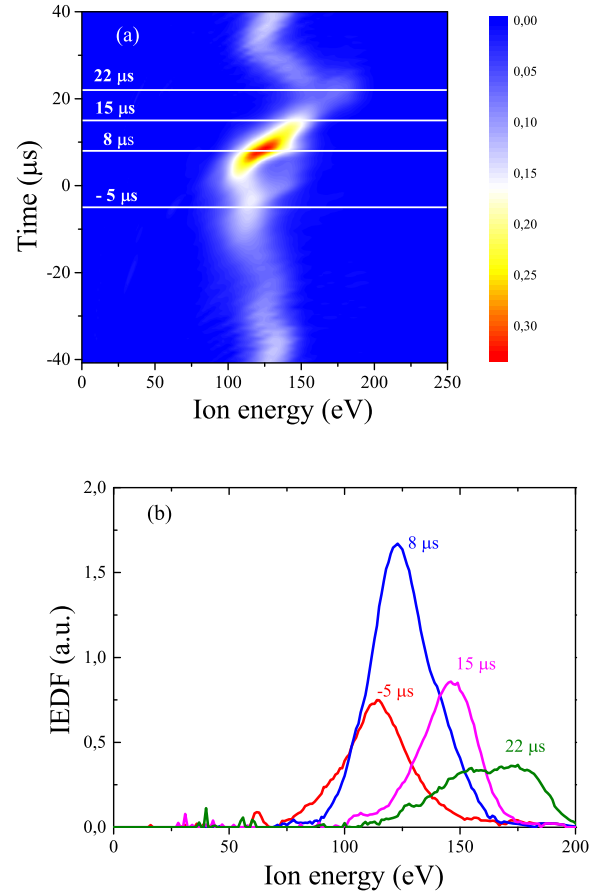 (a)
40
20
0
-20
-40
22 μs
15 μs
8 μs
- 5 μs
Time (μs)
0 50 100 150 200 250
Ion energy (eV)
0,00
0,05
0,10
0,15
0,20
0,25
0,30
(b)
2,0
1,5
1,0
0,5
0,0
IEDF (a.u.)
8 μs
15 μs
-5 μs
22 μs
0 50 100 150 200
Ion energy (eV)